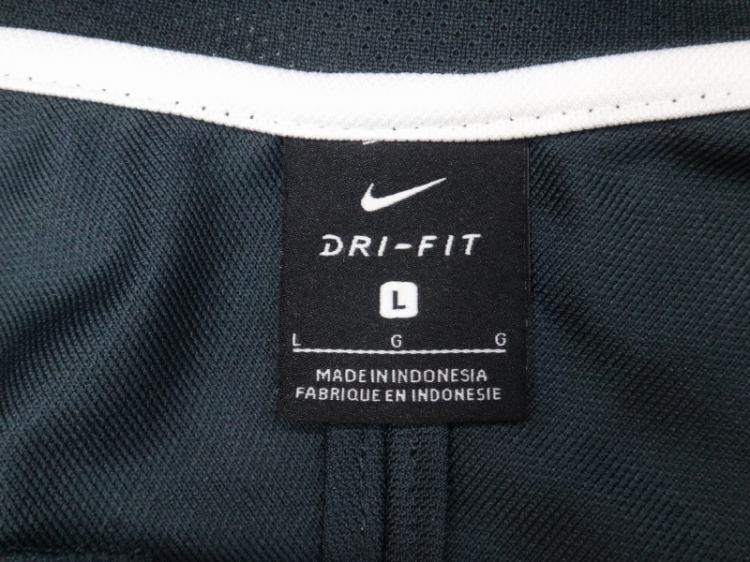 DRI-FIT
L
L G G
MADE IN INDONESIA
FABRIQUE EN INDONESIE